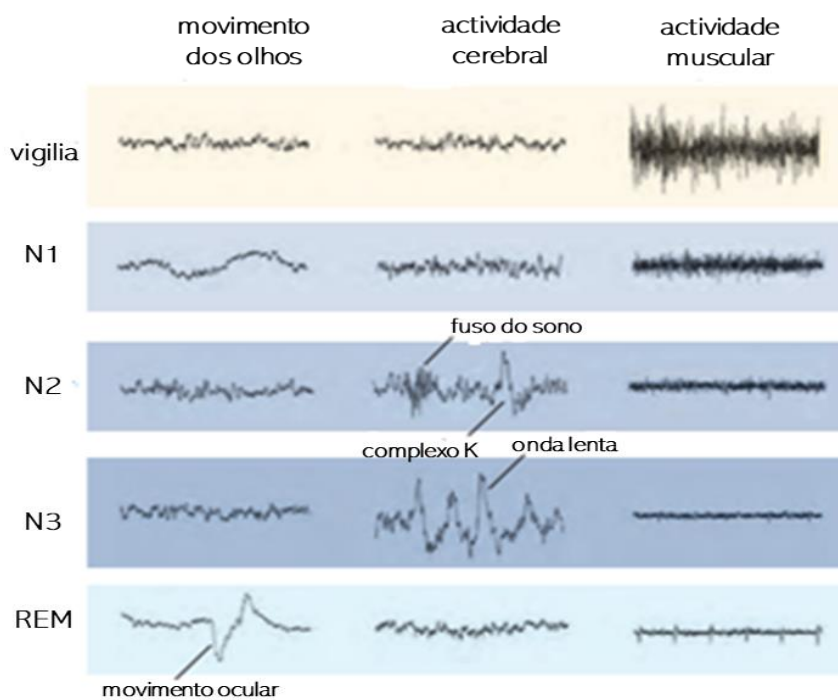 movimento
dos olhos
actividade
cerebral
actividade
muscular
vigilia
N1
fuso do sono
N2
complexo K
onda lenta
N3
REM
movimento ocular